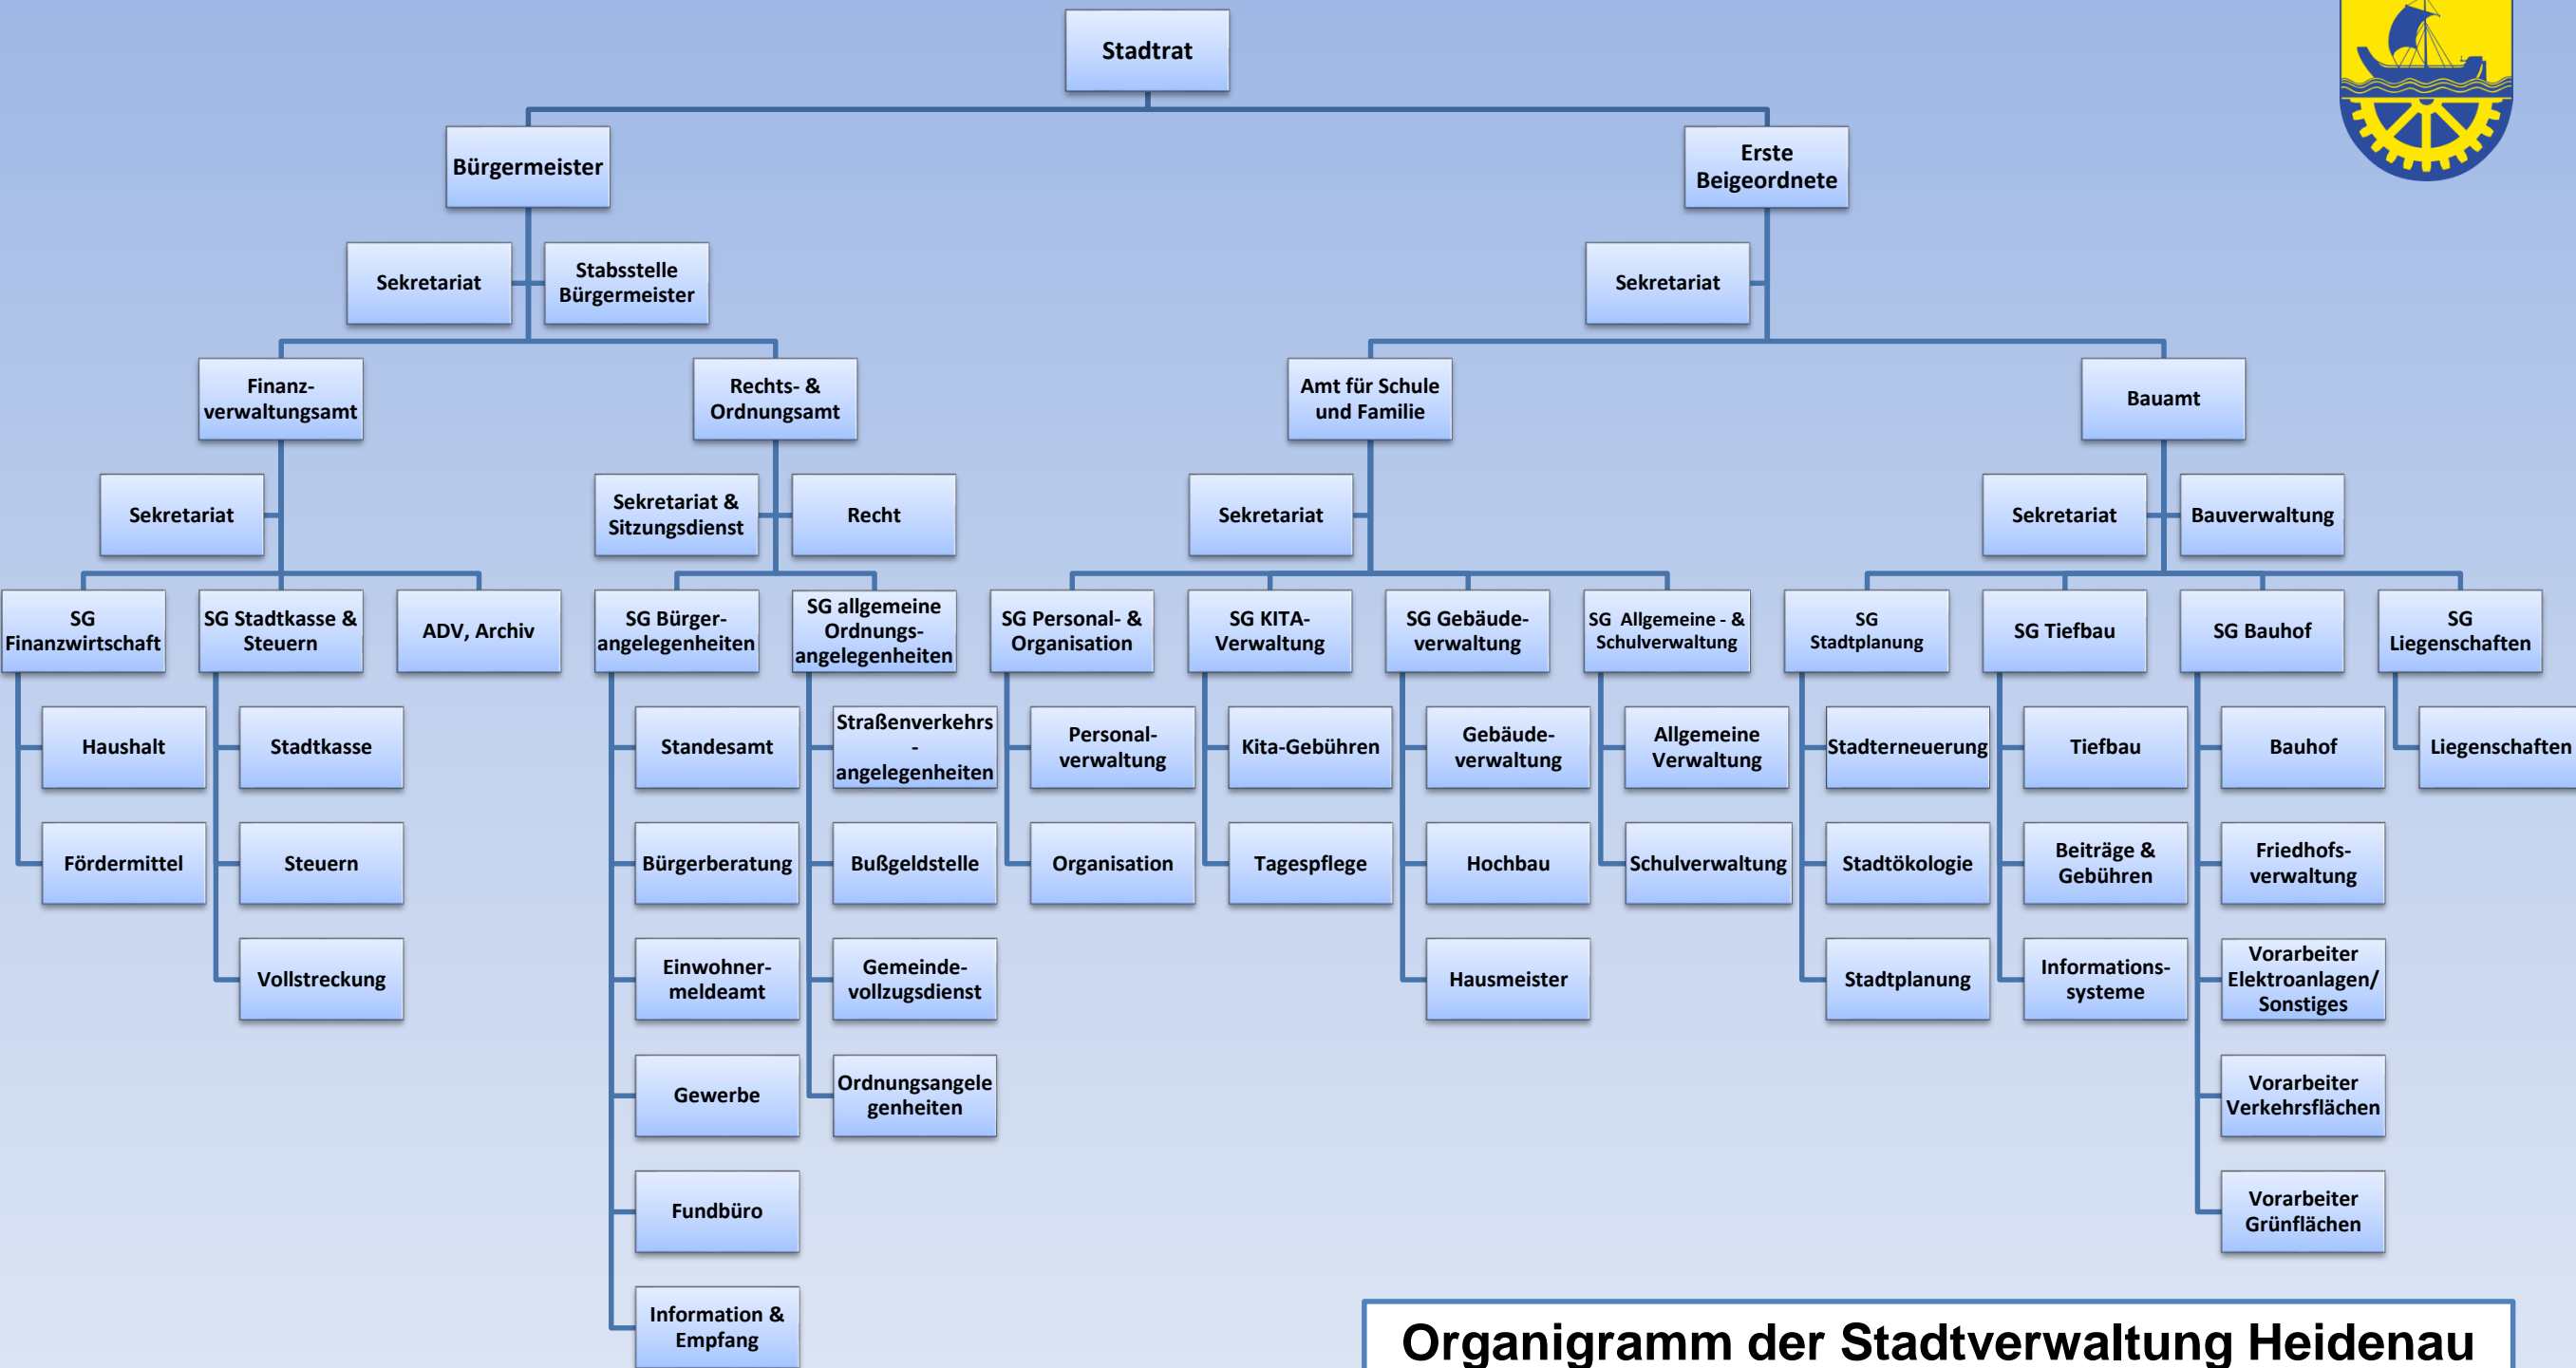 Stadtrat
Bürgermeister
Erste
Beigeordnete
Sekretariat
Stabsstelle
Bürgermeister
Sekretariat
Finanz-
verwaltungsamt
Rechts- &
Ordnungsamt
Amt für Schule
und Familie
Bauamt
Sekretariat
Sekretariat &
Sitzungsdienst
Recht
Sekretariat
Sekretariat
Bauverwaltung
SG
Finanzwirtschaft
SG Stadtkasse &
Steuern
ADV, Archiv
SG Bürger-
angelegenheiten
SG allgemeine
Ordnungs-
angelegenheiten
SG Personal- &
Organisation
SG KITA-
Verwaltung
SG Gebäude-
verwaltung
SG Allgemeine - &
Schulverwaltung
SG
Stadtplanung
SG Tiefbau
SG Bauhof
SG
Liegenschaften
Haushalt
Stadtkasse
Standesamt
Straßenverkehrs
-
angelegenheiten
Personal-
verwaltung
Kita-Gebühren
Gebäude-
verwaltung
Allgemeine
Verwaltung
Stadterneuerung
Tiefbau
Bauhof
Liegenschaften
Fördermittel
Steuern
Bürgerberatung
Bußgeldstelle
Organisation
Tagespflege
Hochbau
Schulverwaltung
Stadtökologie
Beiträge &
Gebühren
Friedhofs-
verwaltung
Vollstreckung
Einwohner-
meldeamt
Gemeinde-
vollzugsdienst
Hausmeister
Stadtplanung
Informations-
systeme
Vorarbeiter
Elektroanlagen/
Sonstiges
Gewerbe
Ordnungsangele
genheiten
Vorarbeiter
Verkehrsflächen
Fundbüro
Vorarbeiter
Grünflächen
Information &
Empfang
Organigramm der Stadtverwaltung Heidenau